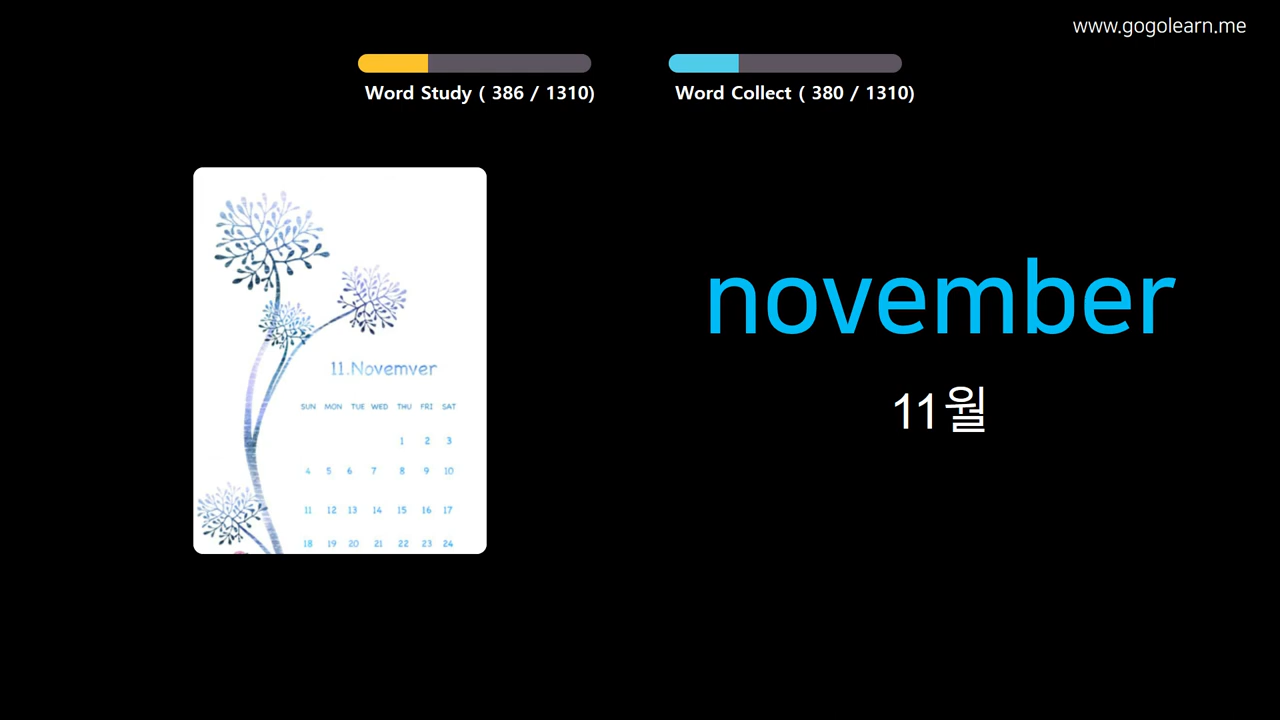 www.gogolearn.me
Word Study ( 386 / 1310)
Word Collect ( 380 / 1310)
11.Novemver
SUN MON TUE WED THU FRI SAT
1 2 3
4 5 6 7 8 9 10
11 12 13 14 15 16 17
18 19 20 21 22 23 24
november
11월